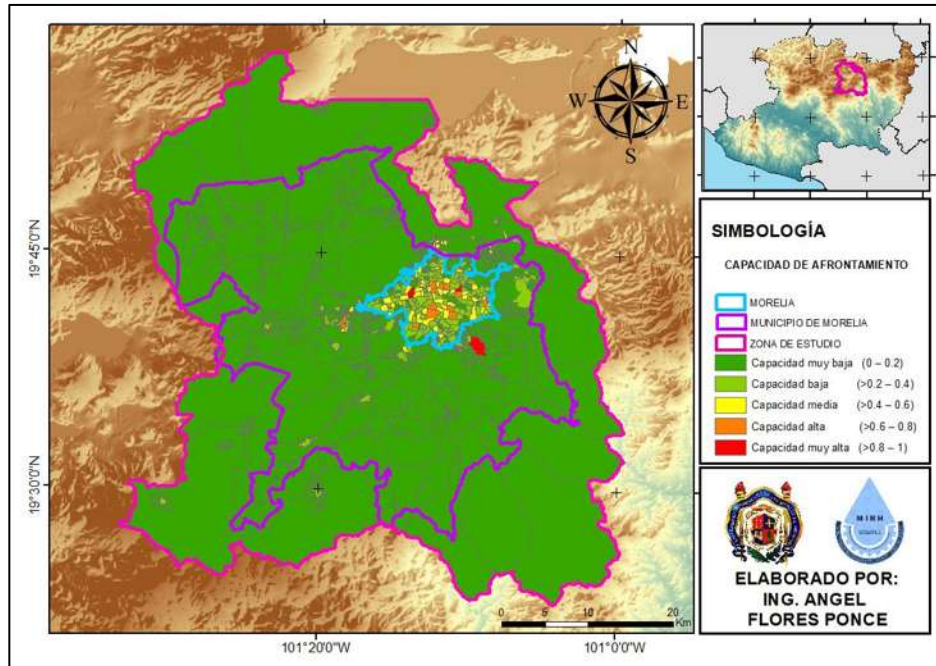 N
W E
S
19°45'0"N
19°30'0"N
101°20'0"W
101°0'0"W
0 5 10 20
Km
SIMBOLOGÍA
CAPACIDAD DE AFRONTAMIENTO
MORELIA
MUNICIPIO DE MORELIA
ZONA DE ESTUDIO
Capacidad muy baja (0 – 0.2)
Capacidad baja (>0.2 – 0.4)
Capacidad media (>0.4 – 0.6)
Capacidad alta (>0.6 – 0.8)
Capacidad muy alta (>0.8 – 1)
MIRH
ELABORADO POR:
ING. ANGEL
FLORES PONCE